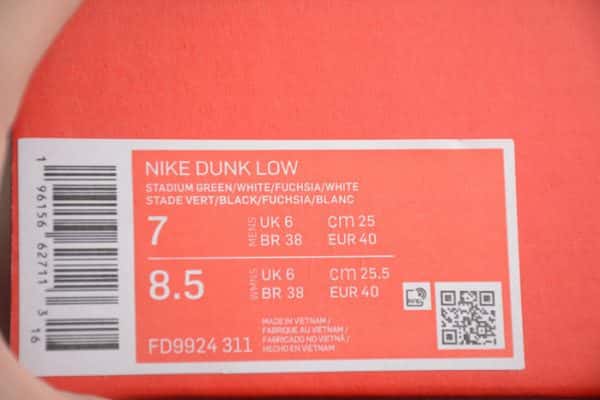 NIKE DUNK LOW
STADIUM GREEN/WHITE/FUCHSIA/WHITE
STADE VERT/BLACK/FUCHSIA/BLANC
7 MENS UK 6 cm 25
BR 38 EUR 40
8.5 WMNS UK 6 cm 25.5
BR 38 EUR 40
MADE IN VIETNAM /
FABRIQUE AU VIETNAM /
FABRICADO NO VIETNÃ /
HECHO EN VIETNAM
FD9924 311
1 96156 62711 3 16